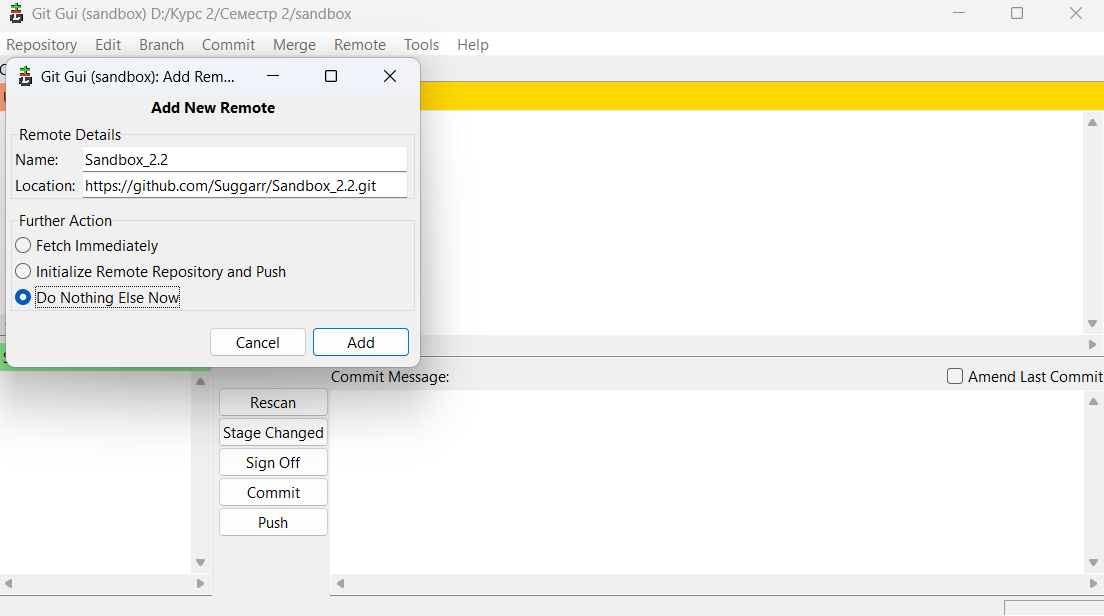 Git Gui (sandbox) D:/Курс 2/Семестр 2/sandbox
Repository Edit Branch Commit Merge Remote Tools Help
Git Gui (sandbox): Add Rem...
Add New Remote
Remote Details
Name: Sandbox_2.2
Location: https://github.com/Suggarr/Sandbox_2.2.git
Further Action
Fetch Immediately
Initialize Remote Repository and Push
Do Nothing Else Now
Cancel Add
Commit Message: Amend Last Commit
Rescan
Stage Changed
Sign Off
Commit
Push